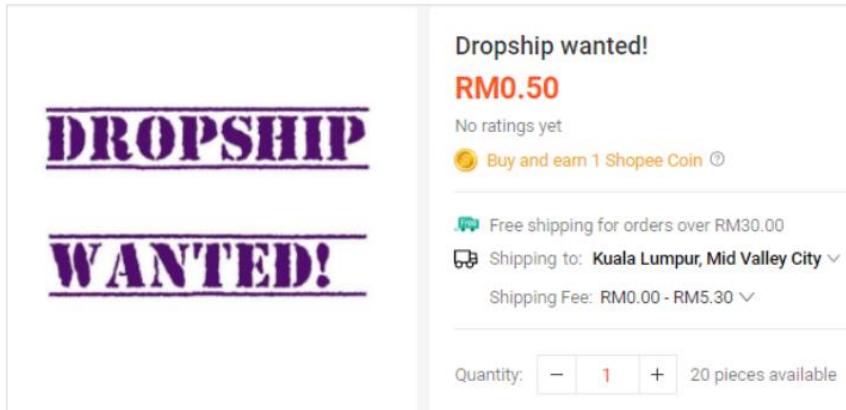 DROPSHIP
WANTED!
Dropship wanted!
RM0.50
No ratings yet
Buy and earn 1 Shopee Coin ?
Free
Free shipping for orders over RM30.00
Shipping to: Kuala Lumpur, Mid Valley City
Shipping Fee: RM0.00 - RM5.30
Quantity: − 1 + 20 pieces available